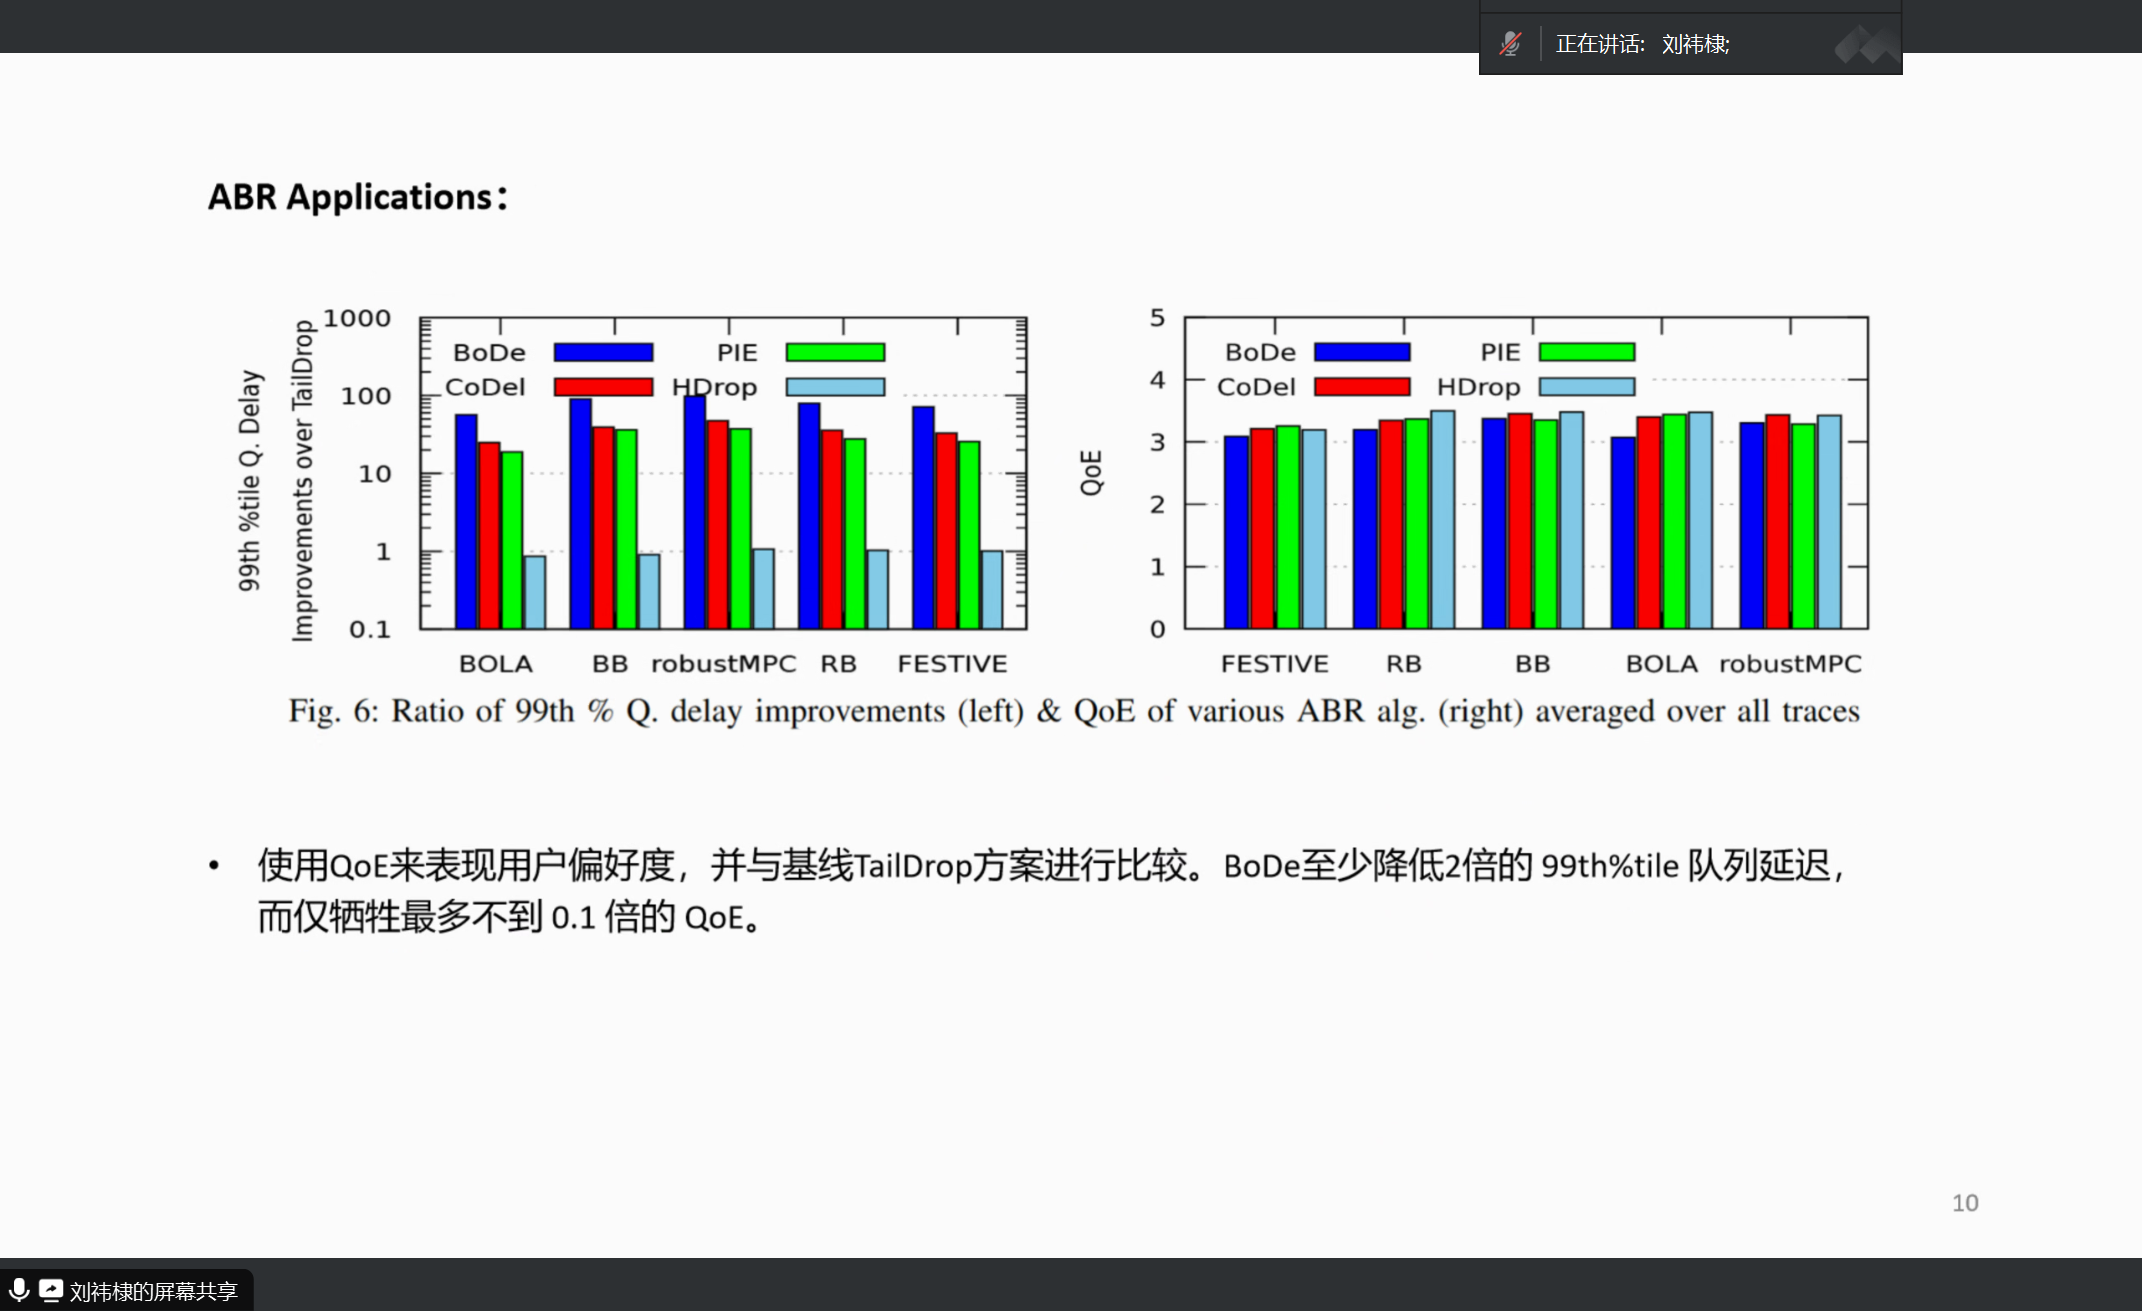 正在讲话: 刘祎棣;
ABR Applications：
99th %tile Q. Delay
Improvements over TailDrop
1000
100
10
1
0.1
BoDe
PIE
CoDel
HDrop
BOLA BB robustMPC RB FESTIVE
QoE
5
4
3
2
1
0
BoDe
PIE
CoDel
HDrop
FESTIVE RB BB BOLA robustMPC
Fig. 6: Ratio of 99th % Q. delay improvements (left) & QoE of various ABR alg. (right) averaged over all traces
• 使用QoE来表现用户偏好度，并与基线TailDrop方案进行比较。BoDe至少降低2倍的 99th%tile 队列延迟，
而仅牺牲最多不到 0.1 倍的 QoE。
10
刘祎棣的屏幕共享